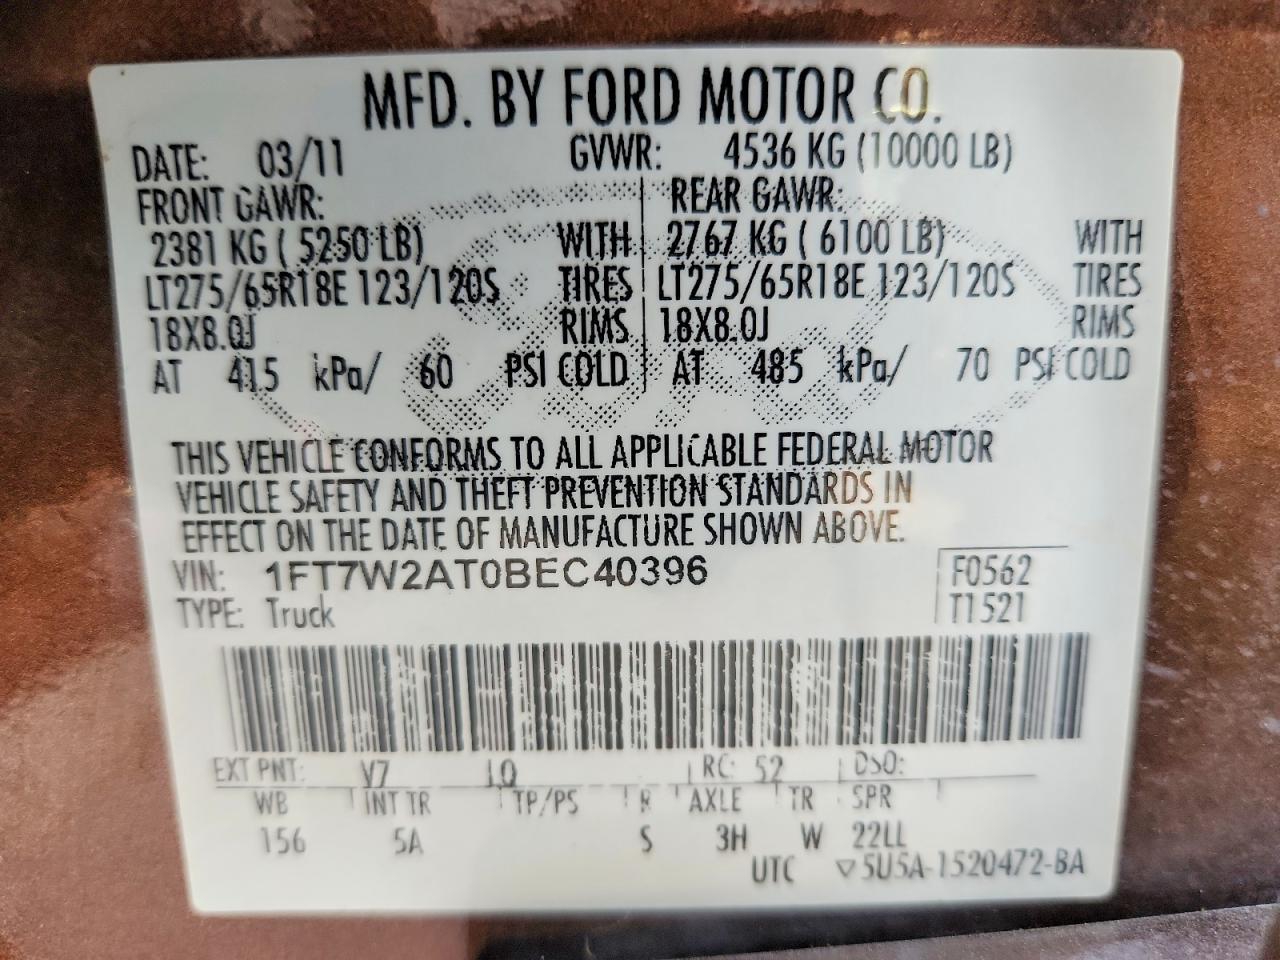 MFD. BY FORD MOTOR CO.
DATE: 03/11 GVWR: 4536 KG (10000 LB)
FRONT GAWR: REAR GAWR:
2381 KG ( 5250 LB) WITH 2767 KG ( 6100 LB) WITH
LT275/65R18E 123/120S TIRES LT275/65R18E 123/120S TIRES
18X8.0J RIMS 18X8.0J RIMS
AT 415 kPa/ 60 PSI COLD AT 485 kPa/ 70 PSI COLD
THIS VEHICLE CONFORMS TO ALL APPLICABLE FEDERAL MOTOR
VEHICLE SAFETY AND THEFT PREVENTION STANDARDS IN
EFFECT ON THE DATE OF MANUFACTURE SHOWN ABOVE.
VIN: 1FT7W2AT0BEC40396 F0562
TYPE: Truck T1521
EXT PNT: RC: 52 DSO:
WB INT TR TP/PS R AXLE TR SPR
156 5A S 3H W 22LL
UTC ▽5U5A-1520472-BA